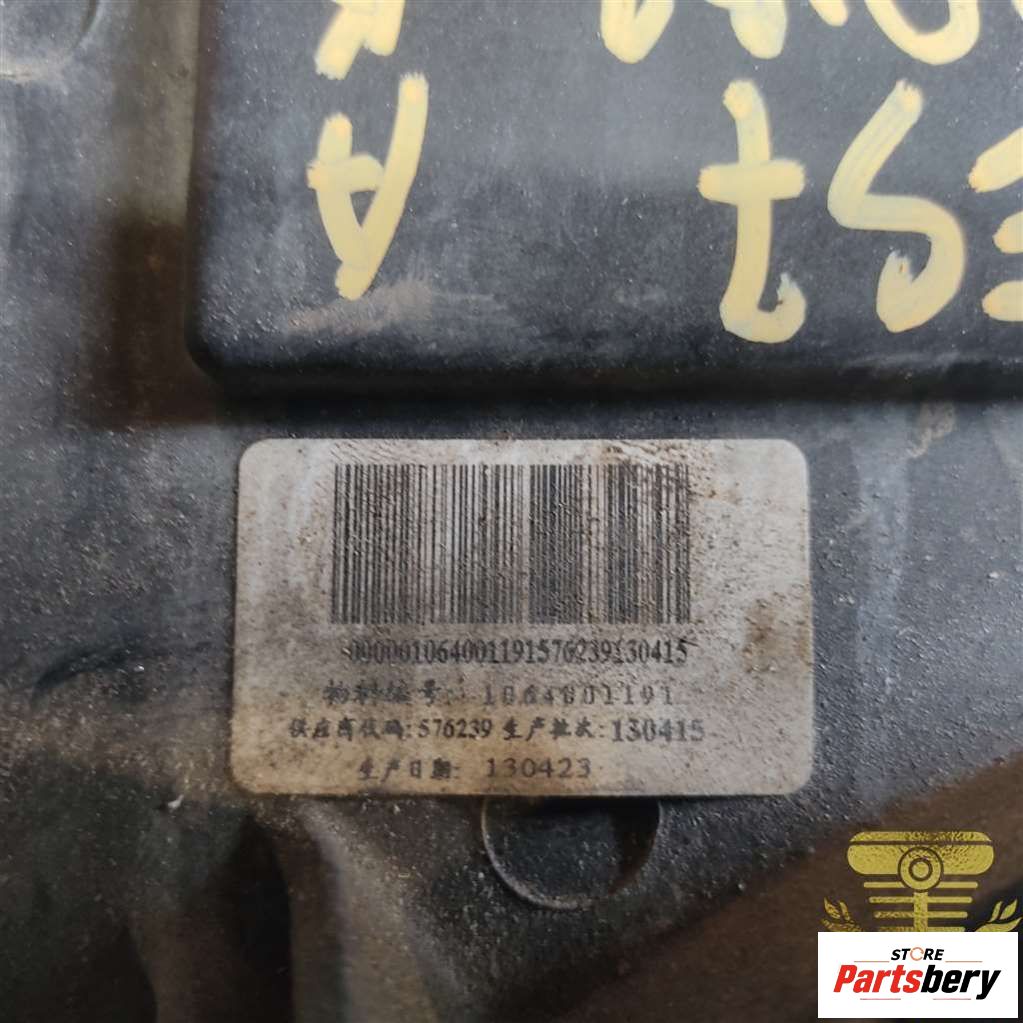 000001064001191576239130415
物料编号: 1064001191
供应商代码: 576239 生产批次: 130415
生产日期: 130423
STORE
Partsbery